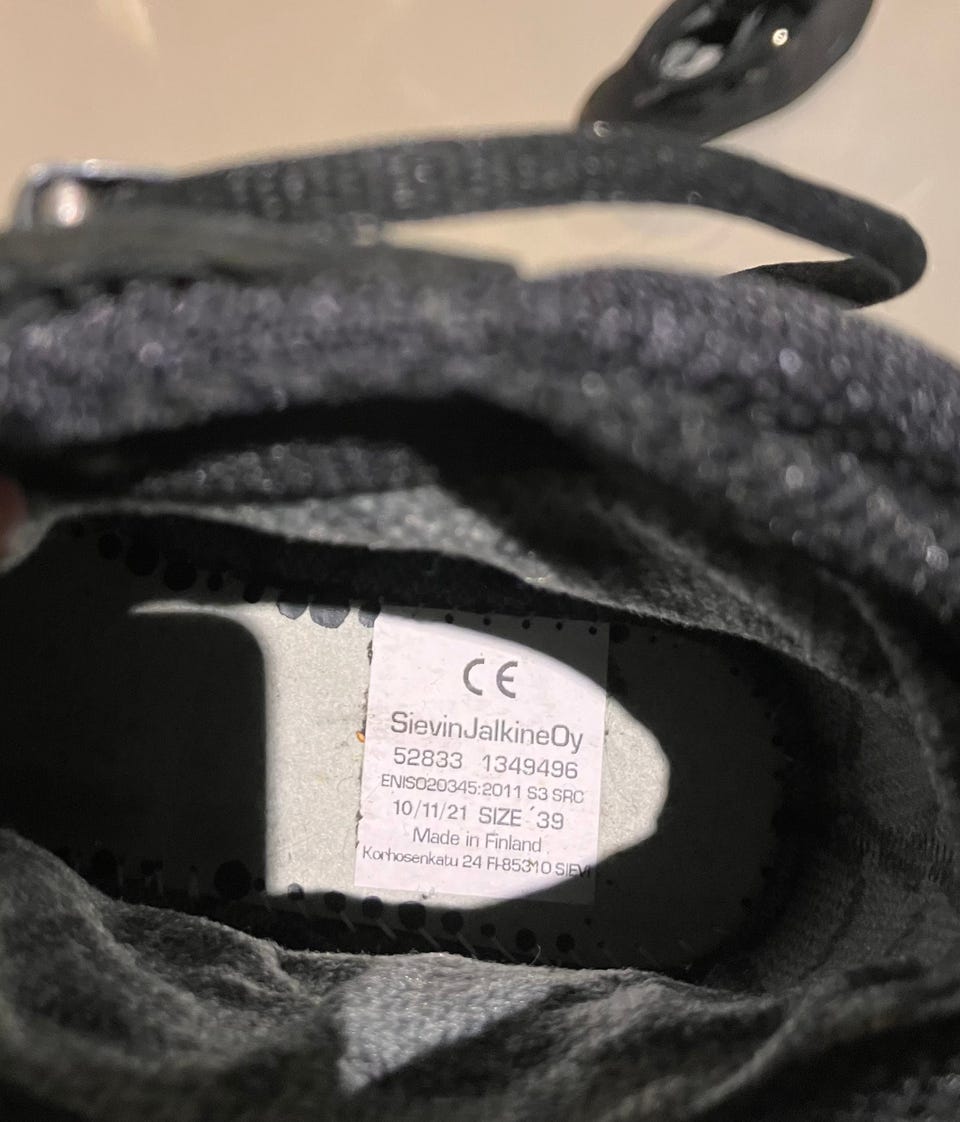 CE
SievinJalkineOy
52833 1349496
ENISO20345:2011 S3 SRC
10/11/21 SIZE 39
Made in Finland
Korhosenkatu 24 FI-85310 SIEVI